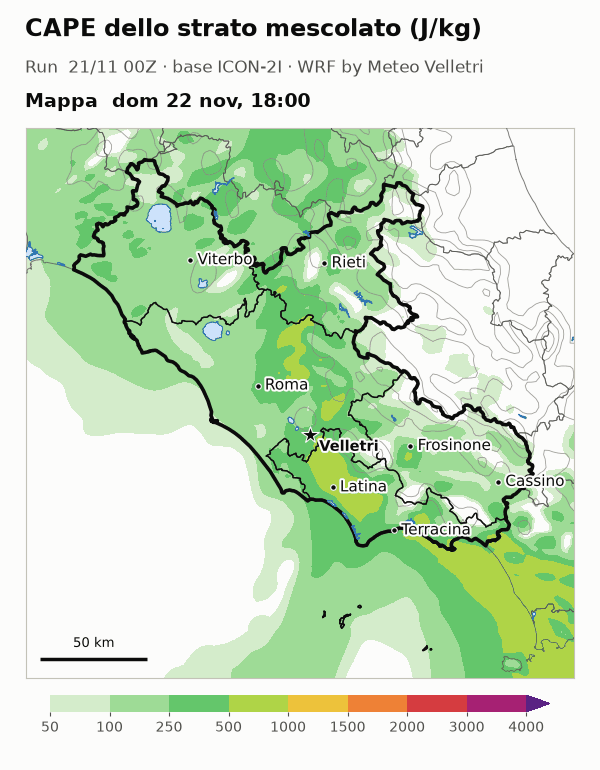 CAPE dello strato mescolato (J/kg)
Run  21/11 00Z · base ICON-2I · WRF by Meteo Velletri
Mappa  dom 22 nov, 18:00
Viterbo
Rieti
Roma
Velletri
Frosinone
Cassino
Latina
Terracina
50 km
50 100 250 500 1000 1500 2000 3000 4000